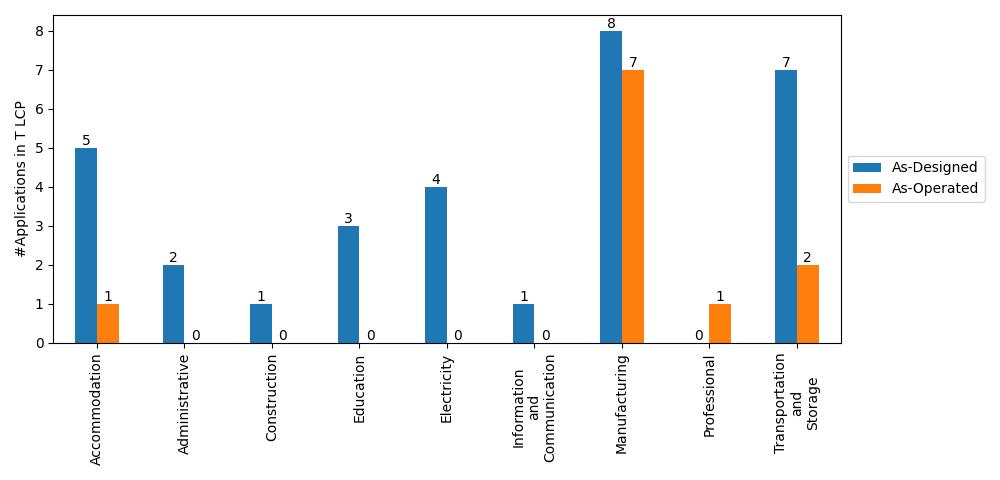 #Applications in T LCP
8
7
6
5
4
3
2
1
0
5
1
2
0
1
0
3
0
4
0
1
0
8
7
0
1
7
2
Accommodation
Administrative
Construction
Education
Electricity
Information
and
Communication
Manufacturing
Professional
Transportation
and
Storage
As-Designed
As-Operated